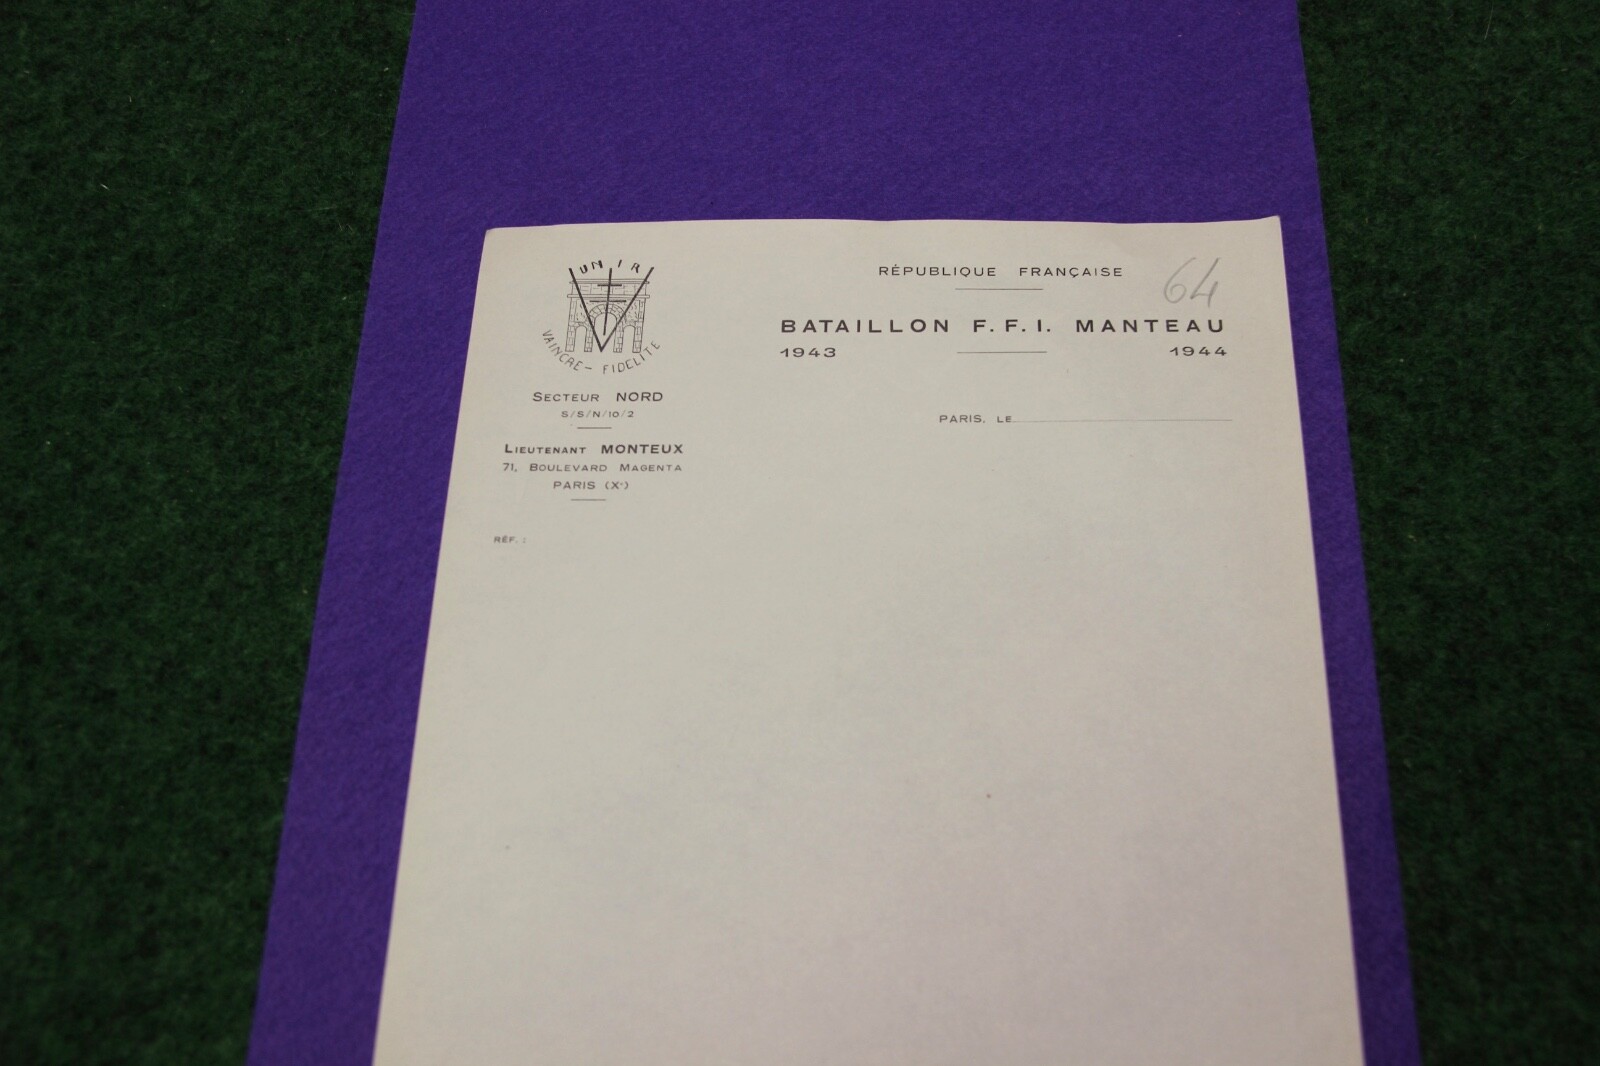 UNIR
VAINCRE - FIDELITE
SECTEUR NORD
S/S/N/10/2
LIEUTENANT MONTEUX
71, BOULEVARD MAGENTA
PARIS (Xe)
RÉF. :
RÉPUBLIQUE FRANÇAISE
64
BATAILLON F.F.I. MANTEAU
1943 1944
PARIS, LE